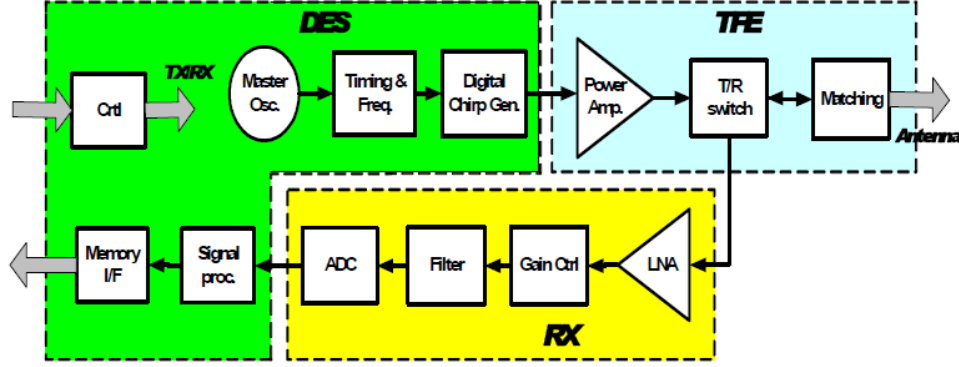 DES
TFE
TX/RX
Crtl
Master
Osc.
Timing &
Freq.
Digital
Chirp Gen.
Power
Amp.
T/R
switch
Matching
Antenna
Memory
I/F
Signal
proc.
ADC
Filter
Gain Ctrl
LNA
RX